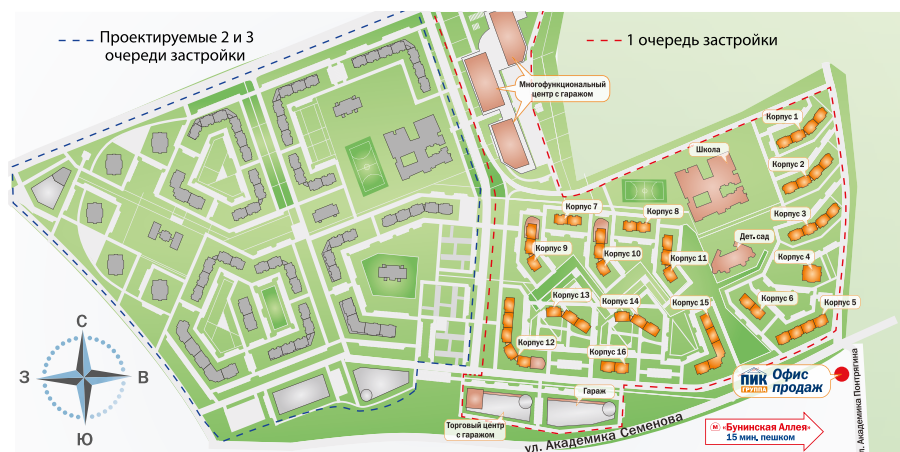 Проектируемые 2 и 3
очереди застройки
1 очередь застройки
Многофункциональный
центр с гаражом
Корпус 1
Школа
Корпус 2
Корпус 7
Корпус 8
Корпус 3
Корпус 9
Корпус 10
Корпус 11
Дет. сад
Корпус 4
Корпус 13
Корпус 14
Корпус 15
Корпус 6
Корпус 5
Корпус 12
Корпус 16
С
З
В
Ю
ПИК
ГРУППА
Офис
продаж
Гараж
Торговый центр
с гаражом
ул. Академика Семенова
ул. Академика Понтрягина
М «Бунинская Аллея»
15 мин. пешком